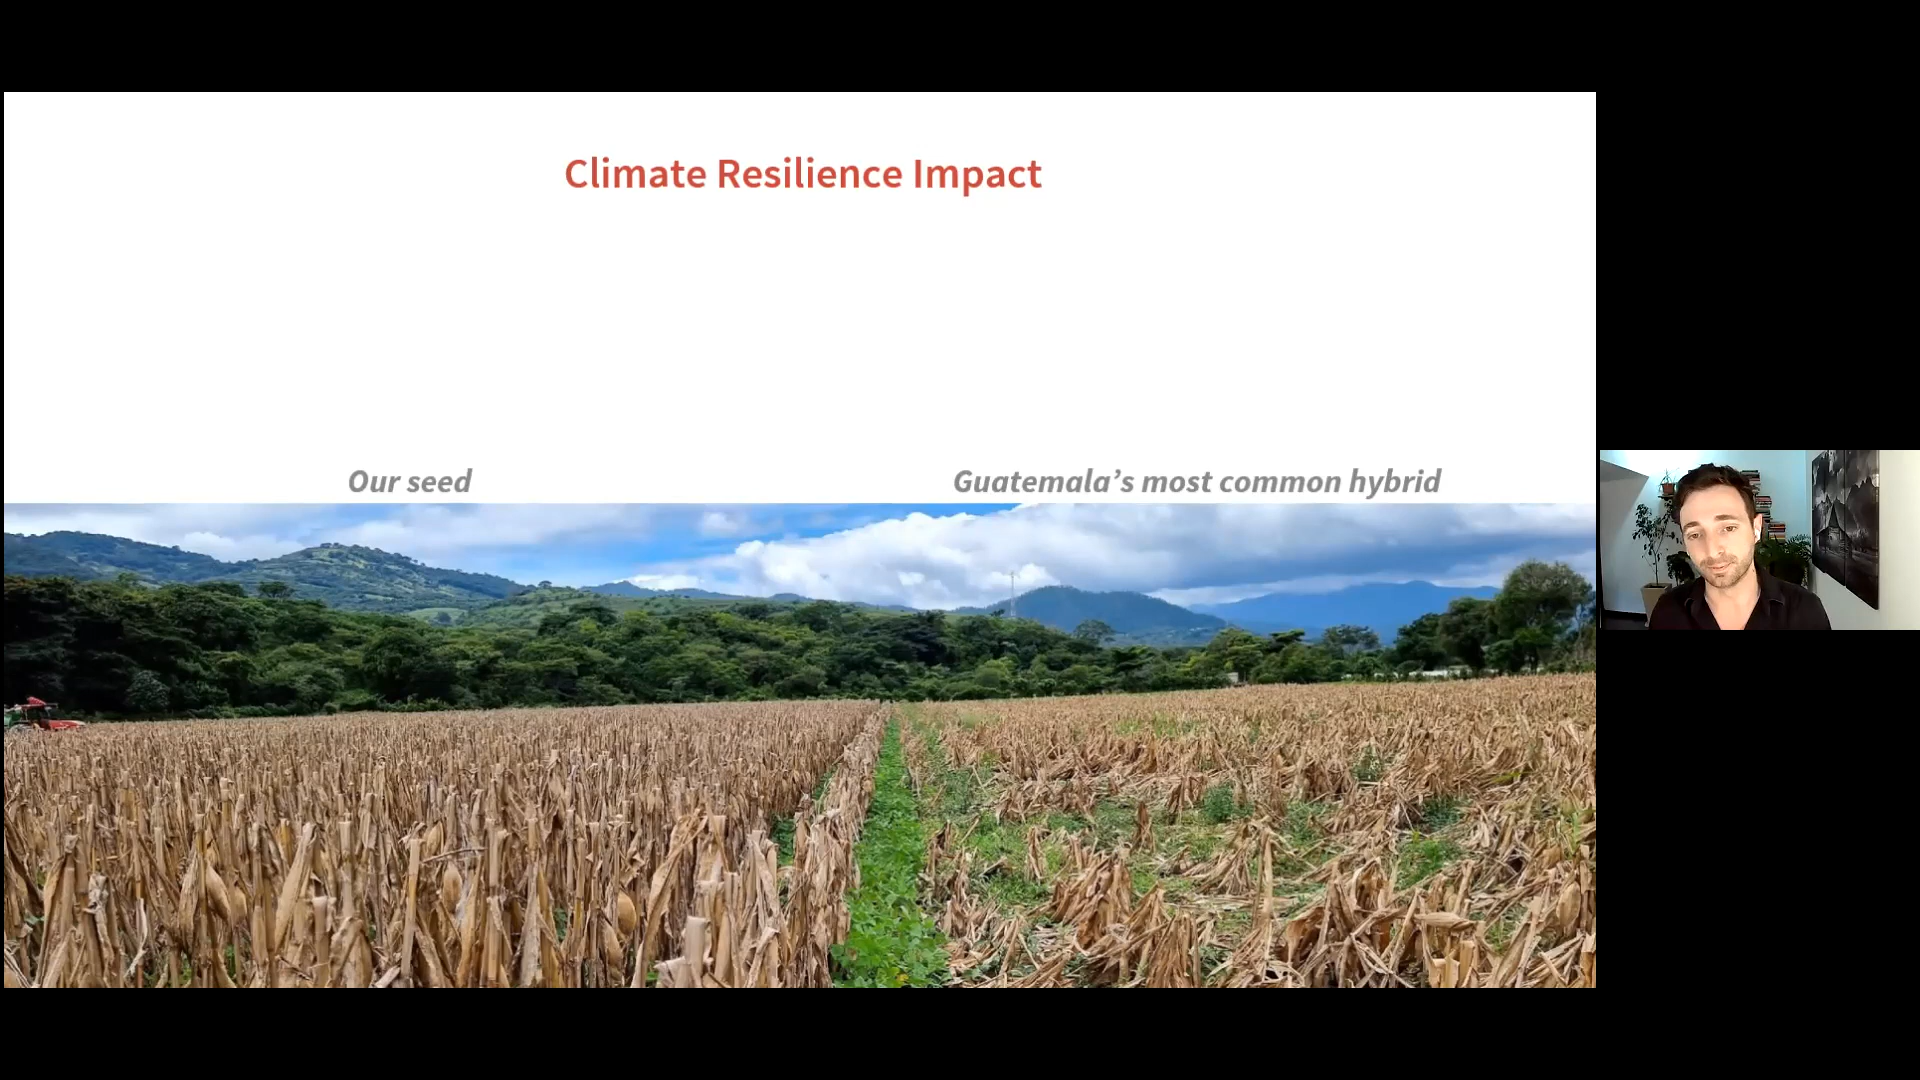 Climate Resilience Impact
Our seed
Guatemala’s most common hybrid